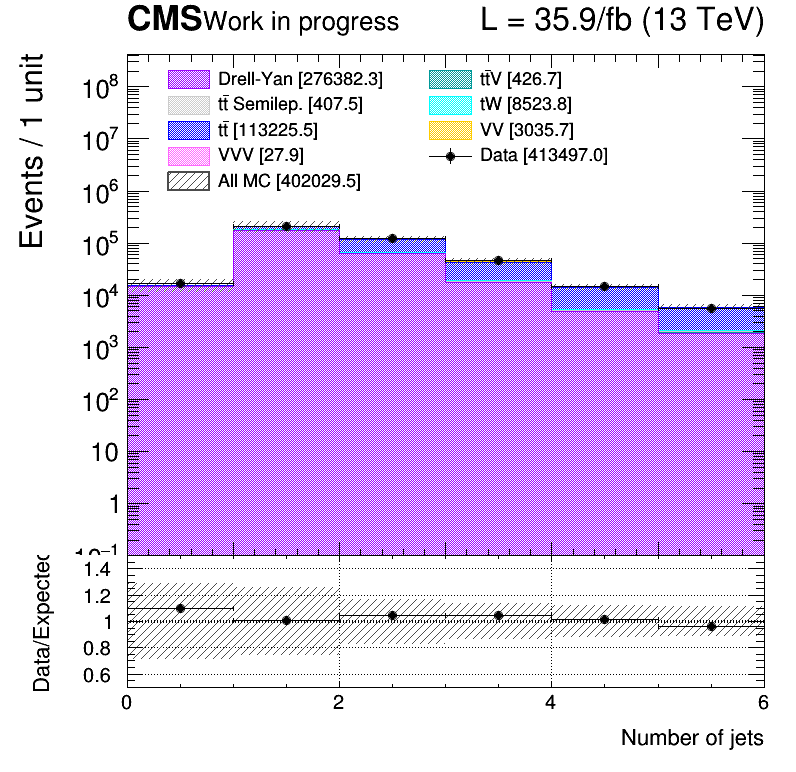 CMS Work in progress L = 35.9/fb (13 TeV)
Events / 1 unit
Drell-Yan [276382.3] tt̄V [426.7]
tt̄ Semilep. [407.5] tW [8523.8]
tt̄ [113225.5] VV [3035.7]
VVV [27.9] Data [413497.0]
All MC [402029.5]
10⁸
10⁷
10⁶
10⁵
10⁴
10³
10²
10
1
10⁻¹
Data/Expected
1.4
1.2
1
0.8
0.6
0 2 4 6
Number of jets